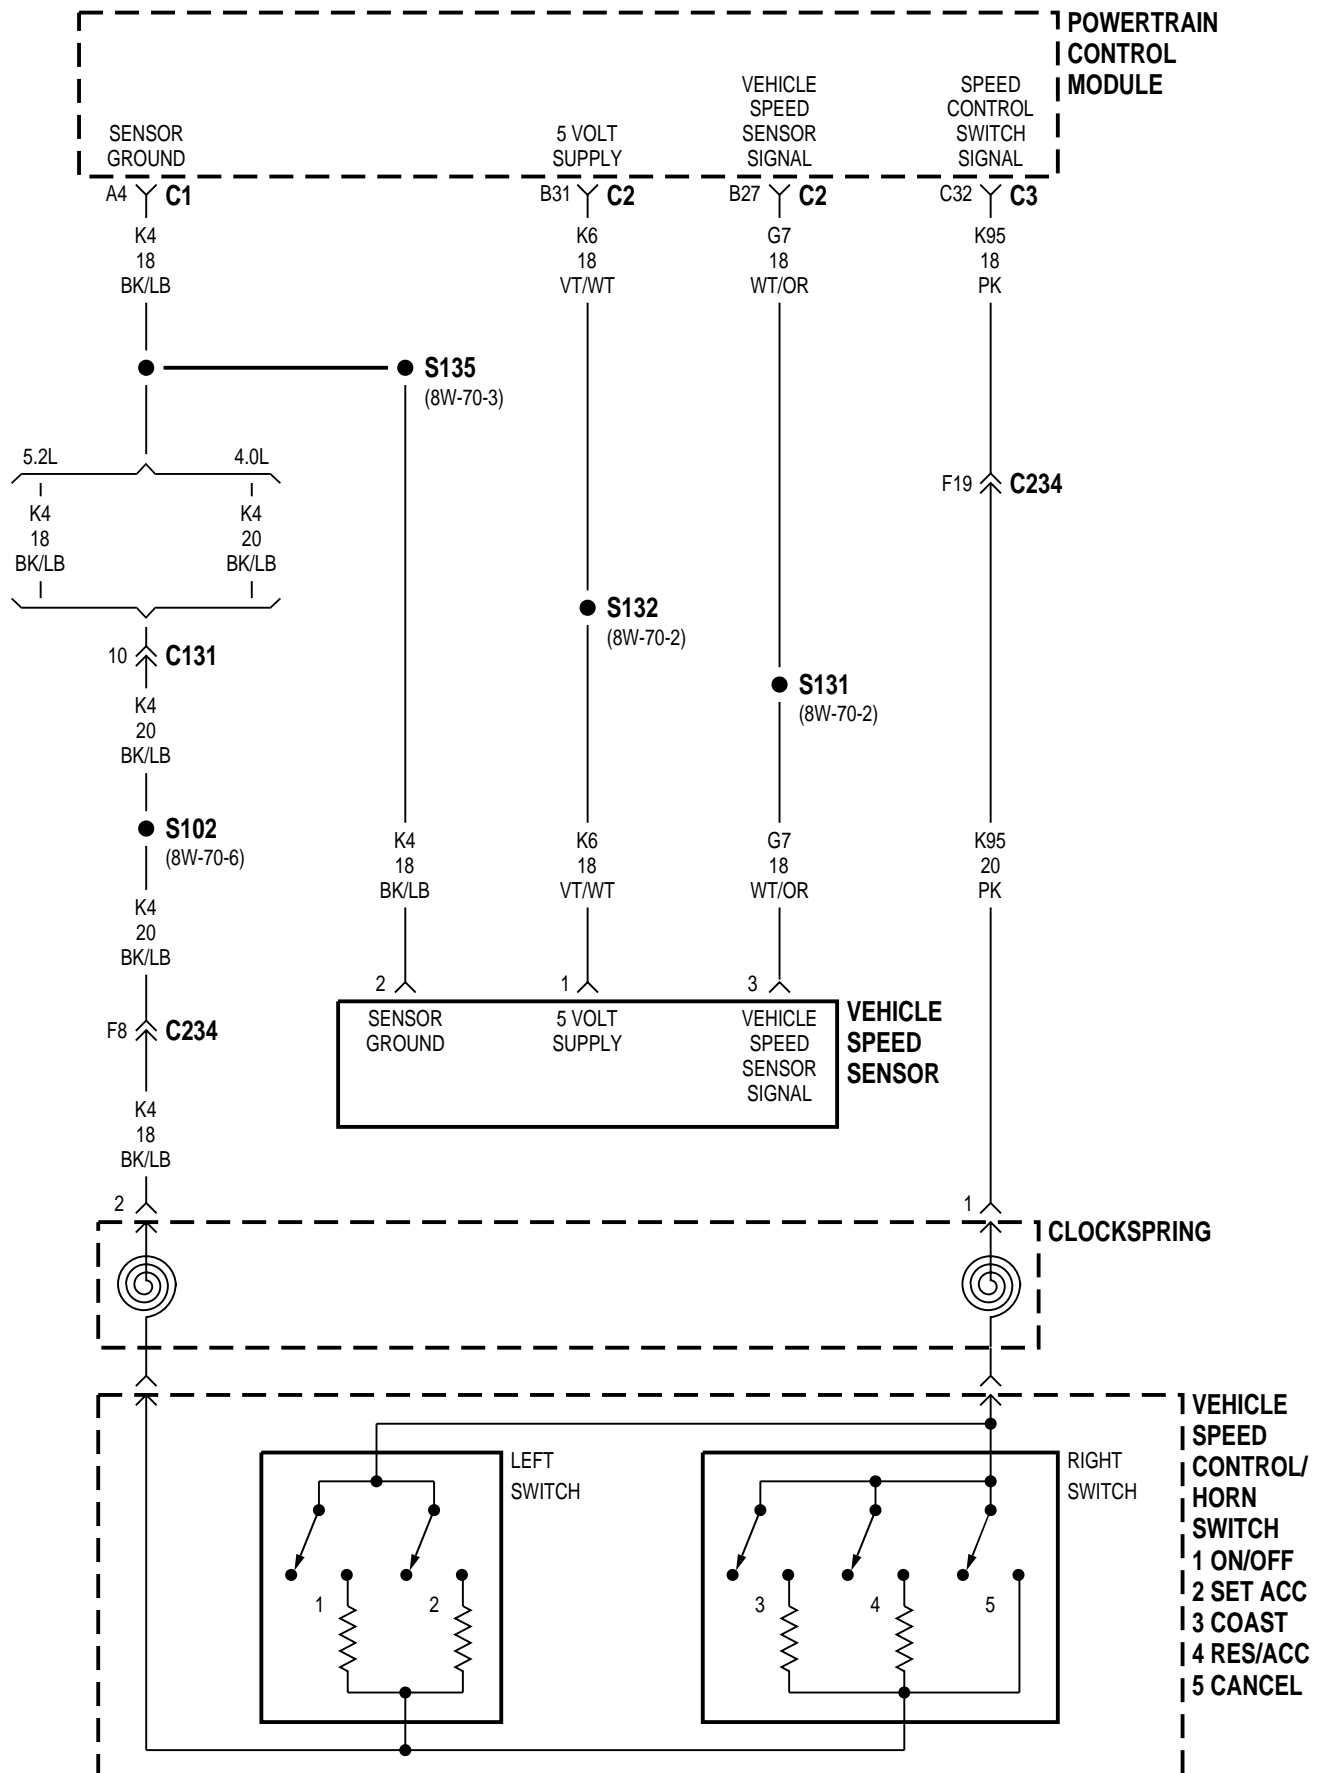 POWERTRAIN
CONTROL
MODULE
SENSOR
GROUND
5 VOLT
SUPPLY
VEHICLE
SPEED
SENSOR
SIGNAL
SPEED
CONTROL
SWITCH
SIGNAL
A4 C1
B31 C2
B27 C2
C32 C3
K4
18
BK/LB
K6
18
VT/WT
G7
18
WT/OR
K95
18
PK
S135
(8W-70-3)
5.2L
4.0L
K4
18
BK/LB
K4
20
BK/LB
F19 C234
S132
(8W-70-2)
10 C131
S131
(8W-70-2)
K4
20
BK/LB
S102
(8W-70-6)
K4
18
BK/LB
K6
18
VT/WT
G7
18
WT/OR
K95
20
PK
K4
20
BK/LB
2
1
3
SENSOR
GROUND
5 VOLT
SUPPLY
VEHICLE
SPEED
SENSOR
SIGNAL
VEHICLE
SPEED
SENSOR
F8 C234
K4
18
BK/LB
2
1
CLOCKSPRING
LEFT
SWITCH
RIGHT
SWITCH
1
2
3
4
5
VEHICLE
SPEED
CONTROL/
HORN
SWITCH
1 ON/OFF
2 SET ACC
3 COAST
4 RES/ACC
5 CANCEL